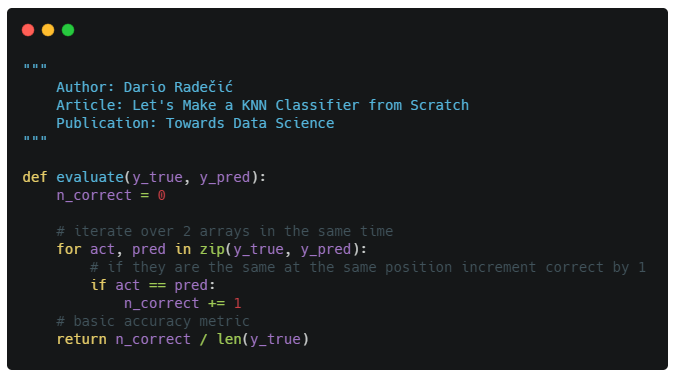 """
    Author: Dario Radečić
    Article: Let's Make a KNN Classifier from Scratch
    Publication: Towards Data Science
"""

def evaluate(y_true, y_pred):
    n_correct = 0

    # iterate over 2 arrays in the same time
    for act, pred in zip(y_true, y_pred):
        # if they are the same at the same position increment correct by 1
        if act == pred:
            n_correct += 1
    # basic accuracy metric
    return n_correct / len(y_true)